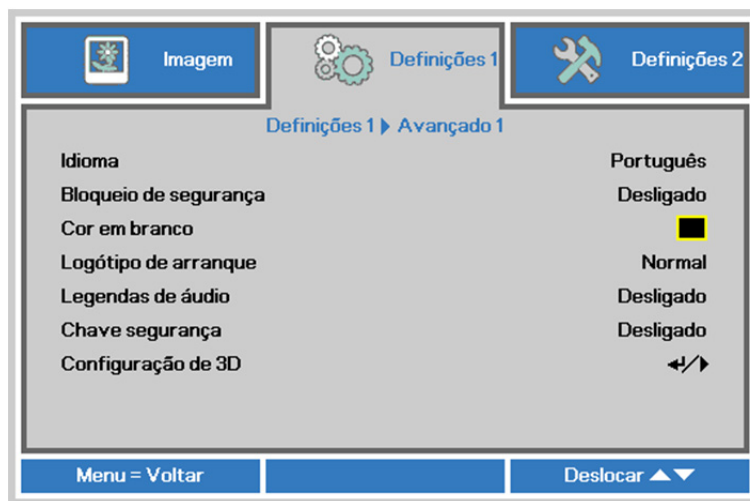 Imagem
Definições 1
Definições 2
Definições 1 Avançado 1
Idioma Português
Bloqueio de segurança Desligado
Cor em branco
Logótipo de arranque Normal
Legendas de áudio Desligado
Chave segurança Desligado
Configuração de 3D
Menu = Voltar
Deslocar